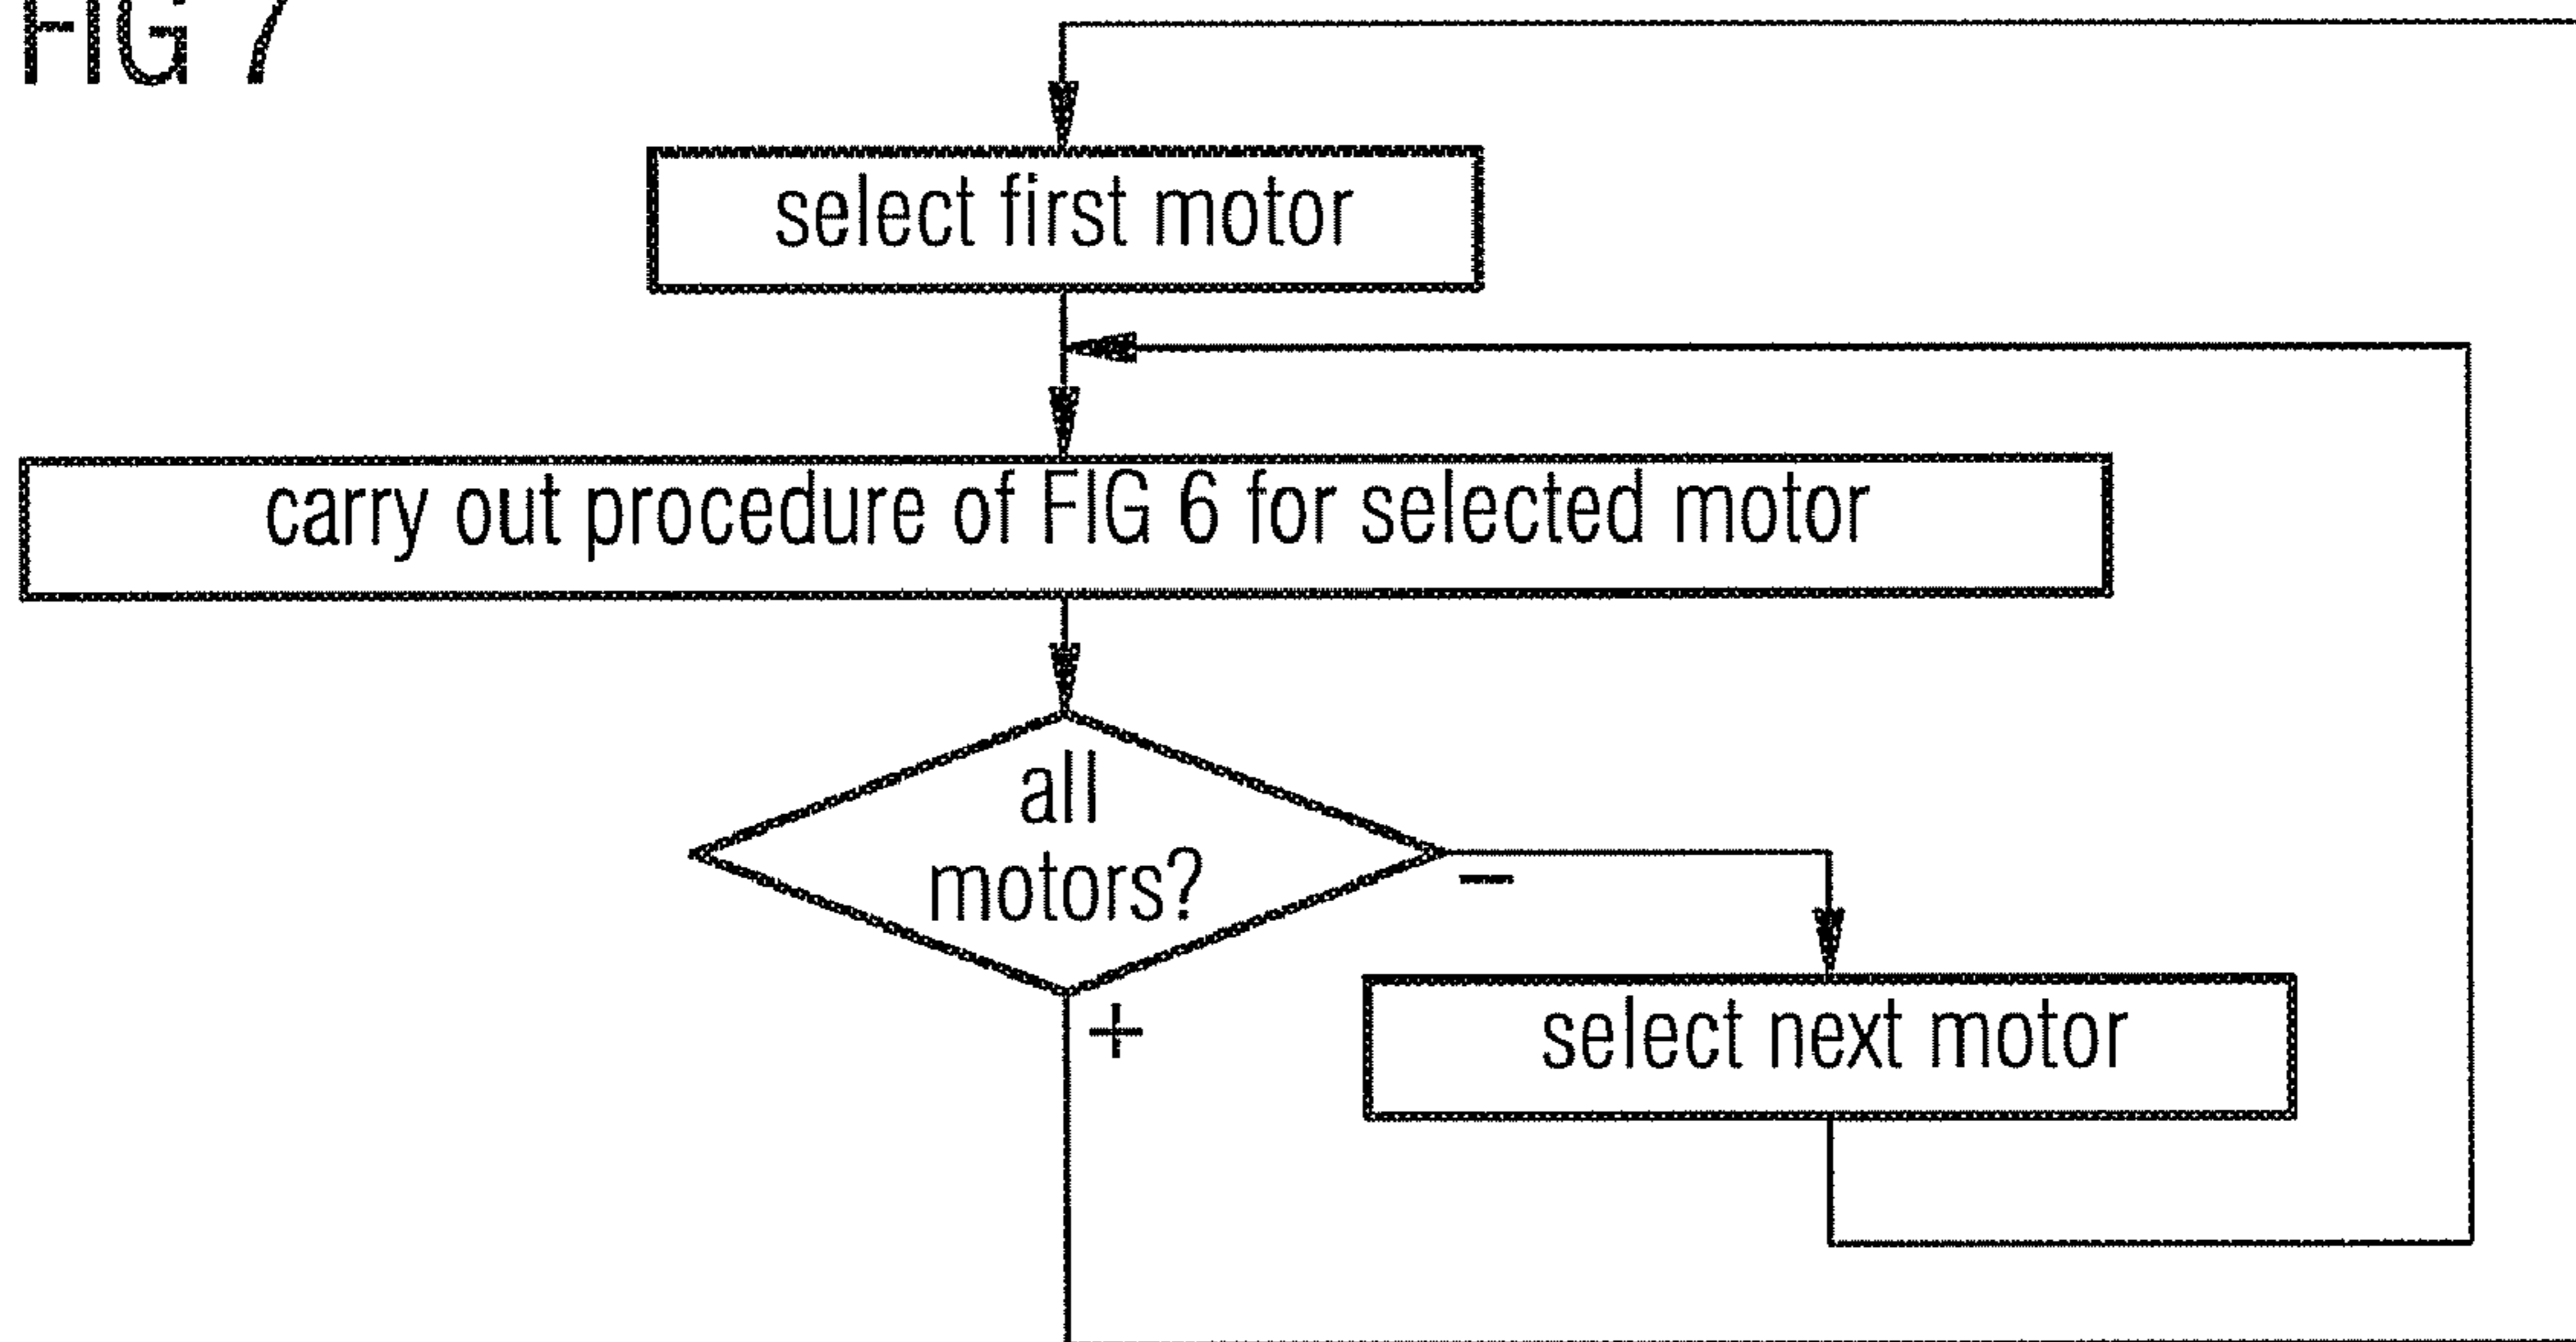 FIG 7
select first motor
carry out procedure of FIG 6 for selected motor
all
motors?
−
+
select next motor